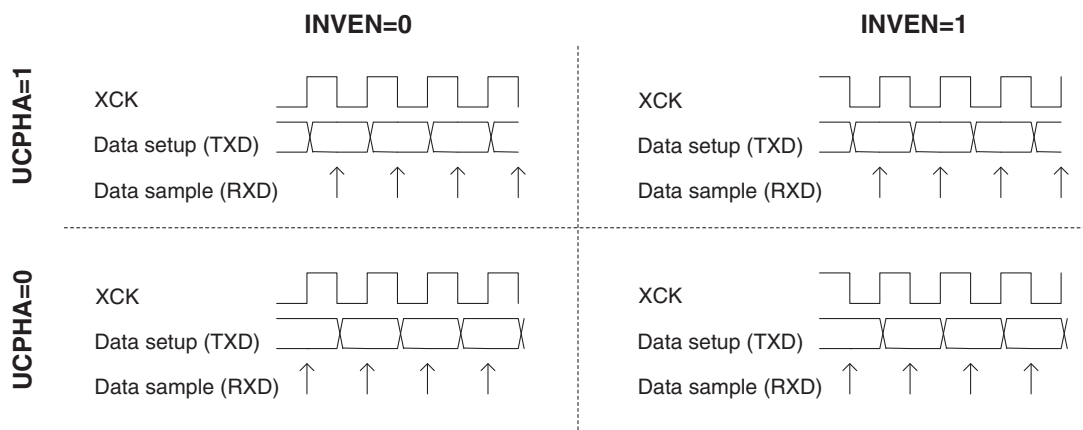 INVEN=0
INVEN=1
UCPHA=1
XCK
Data setup (TXD)
Data sample (RXD)
XCK
Data setup (TXD)
Data sample (RXD)
UCPHA=0
XCK
Data setup (TXD)
Data sample (RXD)
XCK
Data setup (TXD)
Data sample (RXD)